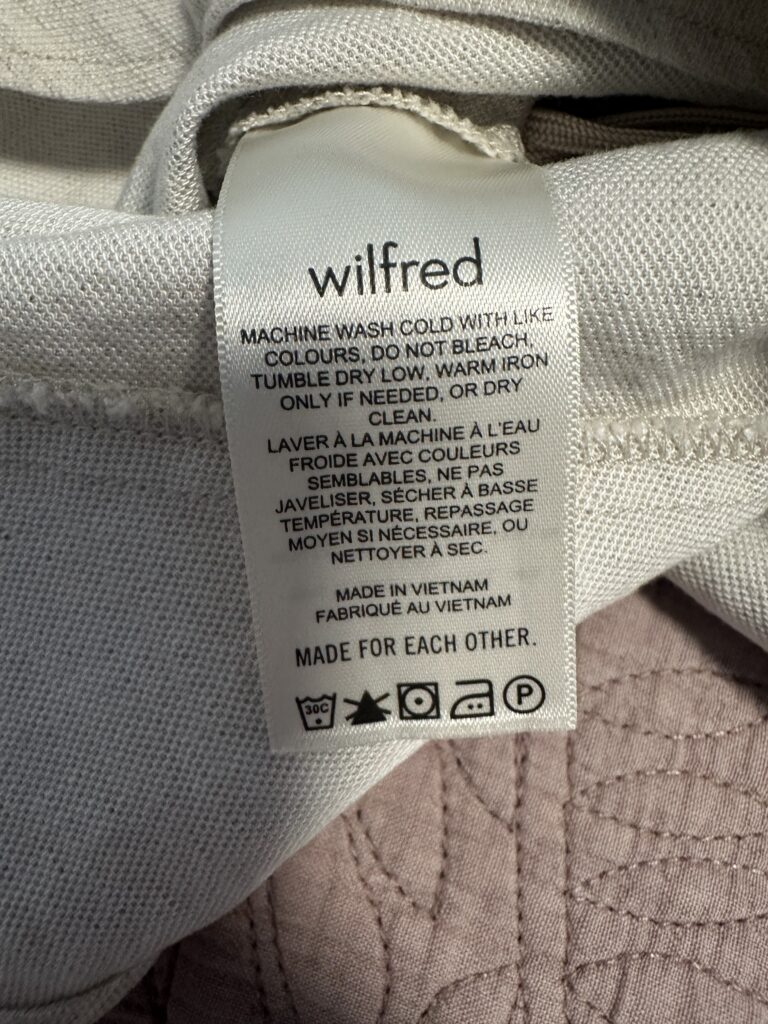 wilfred
MACHINE WASH COLD WITH LIKE
COLOURS, DO NOT BLEACH,
TUMBLE DRY LOW, WARM IRON
ONLY IF NEEDED, OR DRY
CLEAN.
LAVER À LA MACHINE À L'EAU
FROIDE AVEC COULEURS
SEMBLABLES, NE PAS
JAVELISER, SÉCHER À BASSE
TEMPÉRATURE, REPASSAGE
MOYEN SI NÉCESSAIRE, OU
NETTOYER À SEC.
MADE IN VIETNAM
FABRIQUÉ AU VIETNAM
MADE FOR EACH OTHER.
30C P